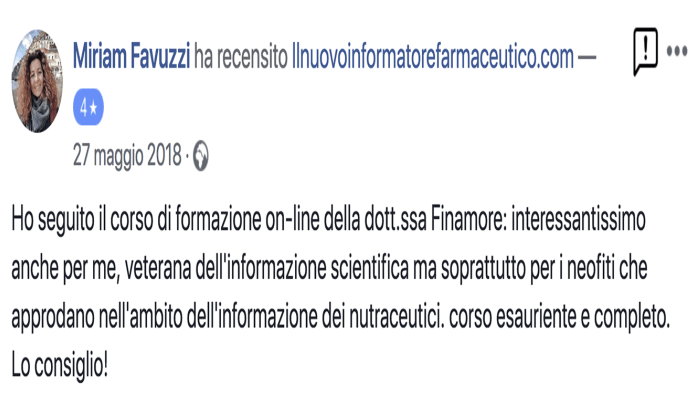 Miriam Favuzzi ha recensito Ilnuovoinformatorefarmaceutico.com —
4★
27 maggio 2018 ·
Ho seguito il corso di formazione on-line della dott.ssa Finamore: interessantissimo
anche per me, veterana dell'informazione scientifica ma soprattutto per i neofiti che
approdano nell'ambito dell'informazione dei nutraceutici. corso esauriente e completo.
Lo consiglio!